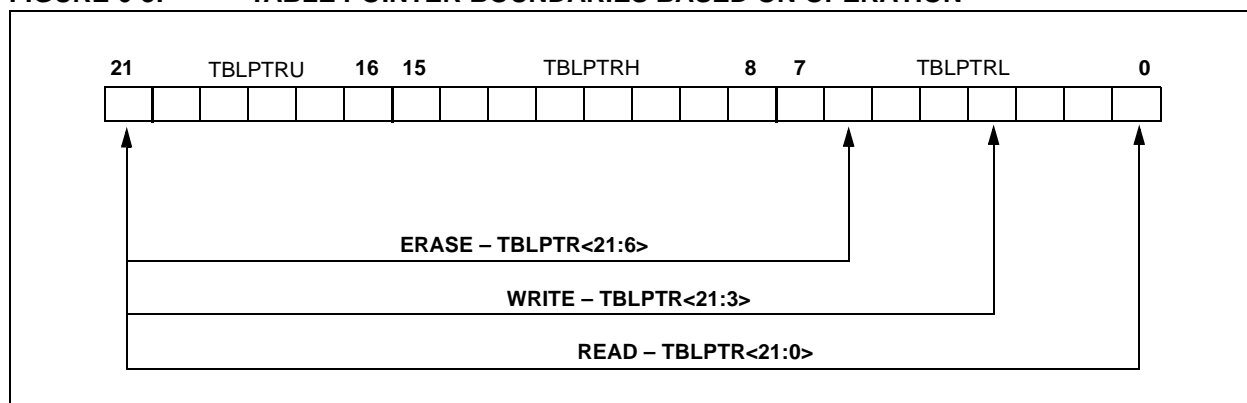 21 TBLPTRU 16 15 TBLPTRH 8 7 TBLPTRL 0
ERASE – TBLPTR<21:6>
WRITE – TBLPTR<21:3>
READ – TBLPTR<21:0>